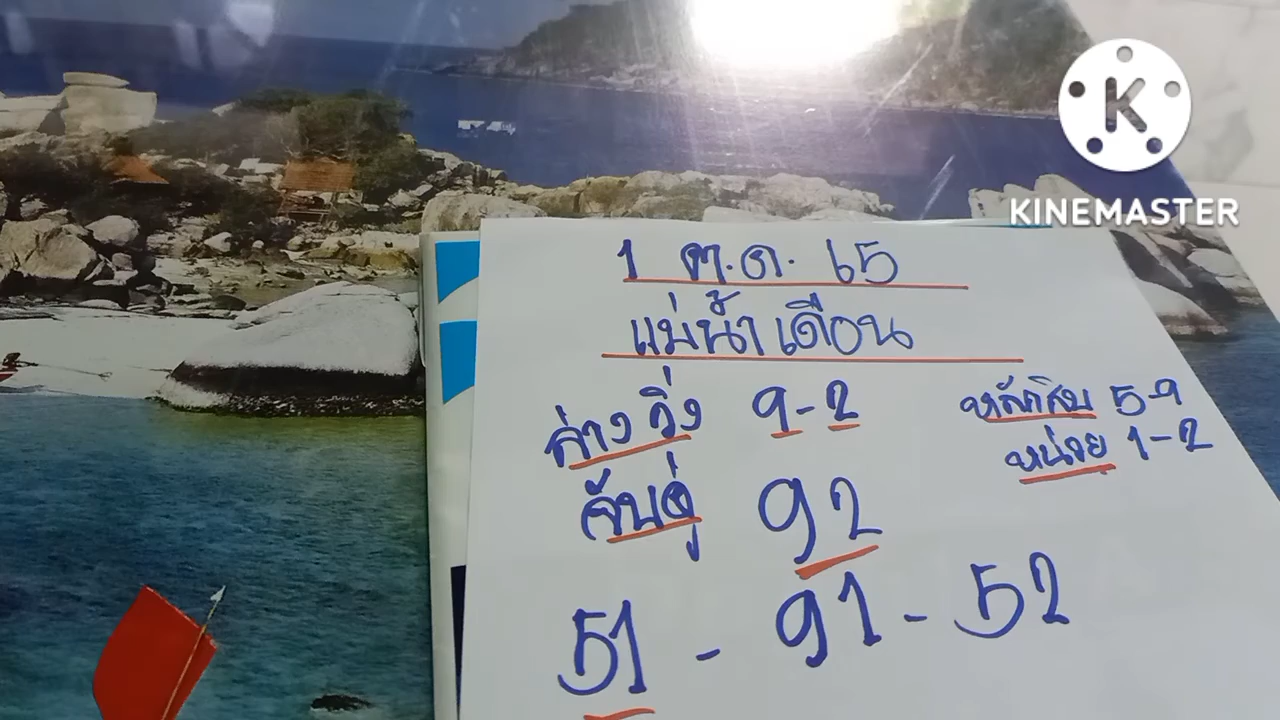 KINEMASTER
1 ต.ค. 65
แม่น้ำเดือน
ล่างวิ่ง 9-2
หลักสิบ 5-9
หน่วย 1-2
จับคู่ 92
51 - 91 - 52